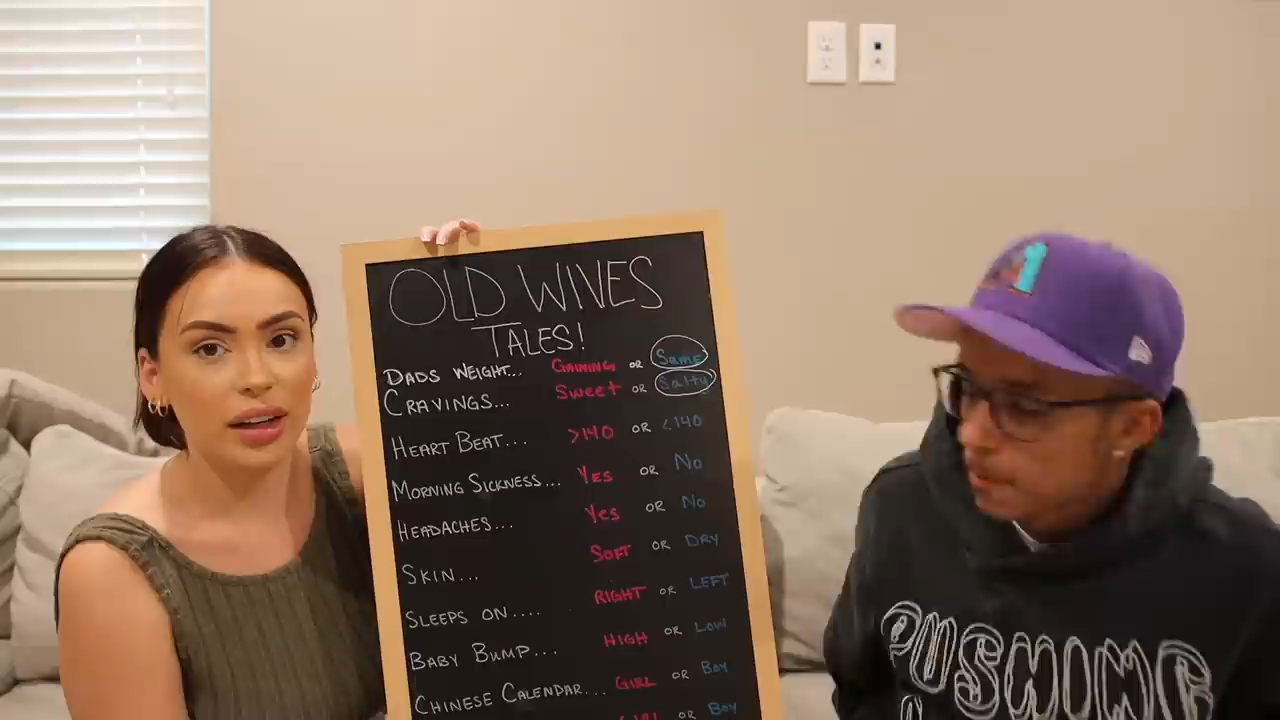 OLD WIVES
TALES!
DADS WEIGHT... GAINING OR Same
CRAVINGS... Sweet OR Salty
HEART BEAT... >140 OR <140
MORNING SICKNESS... YES OR No
HEADACHES... Yes OR No
SKIN... SOFT OR DRY
SLEEPS ON.... RIGHT OR LEFT
BABY BUMP... HIGH OR LOW
CHINESE CALENDAR... GIRL OR BOY
GIRL OR BOY
PUSHING